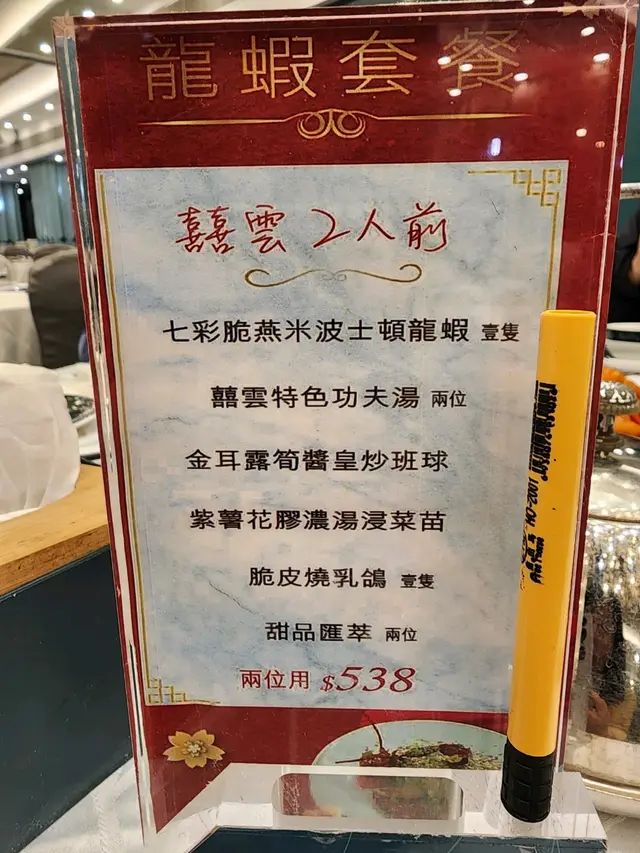 龍蝦套餐
囍雲 2人前
七彩脆燕米波士頓龍蝦 壹隻
囍雲特色功夫湯 兩位
金耳露筍醬皇炒班球
紫薯花膠濃湯浸菜苗
脆皮燒乳鴿 壹隻
甜品匯萃 兩位
兩位用 $538